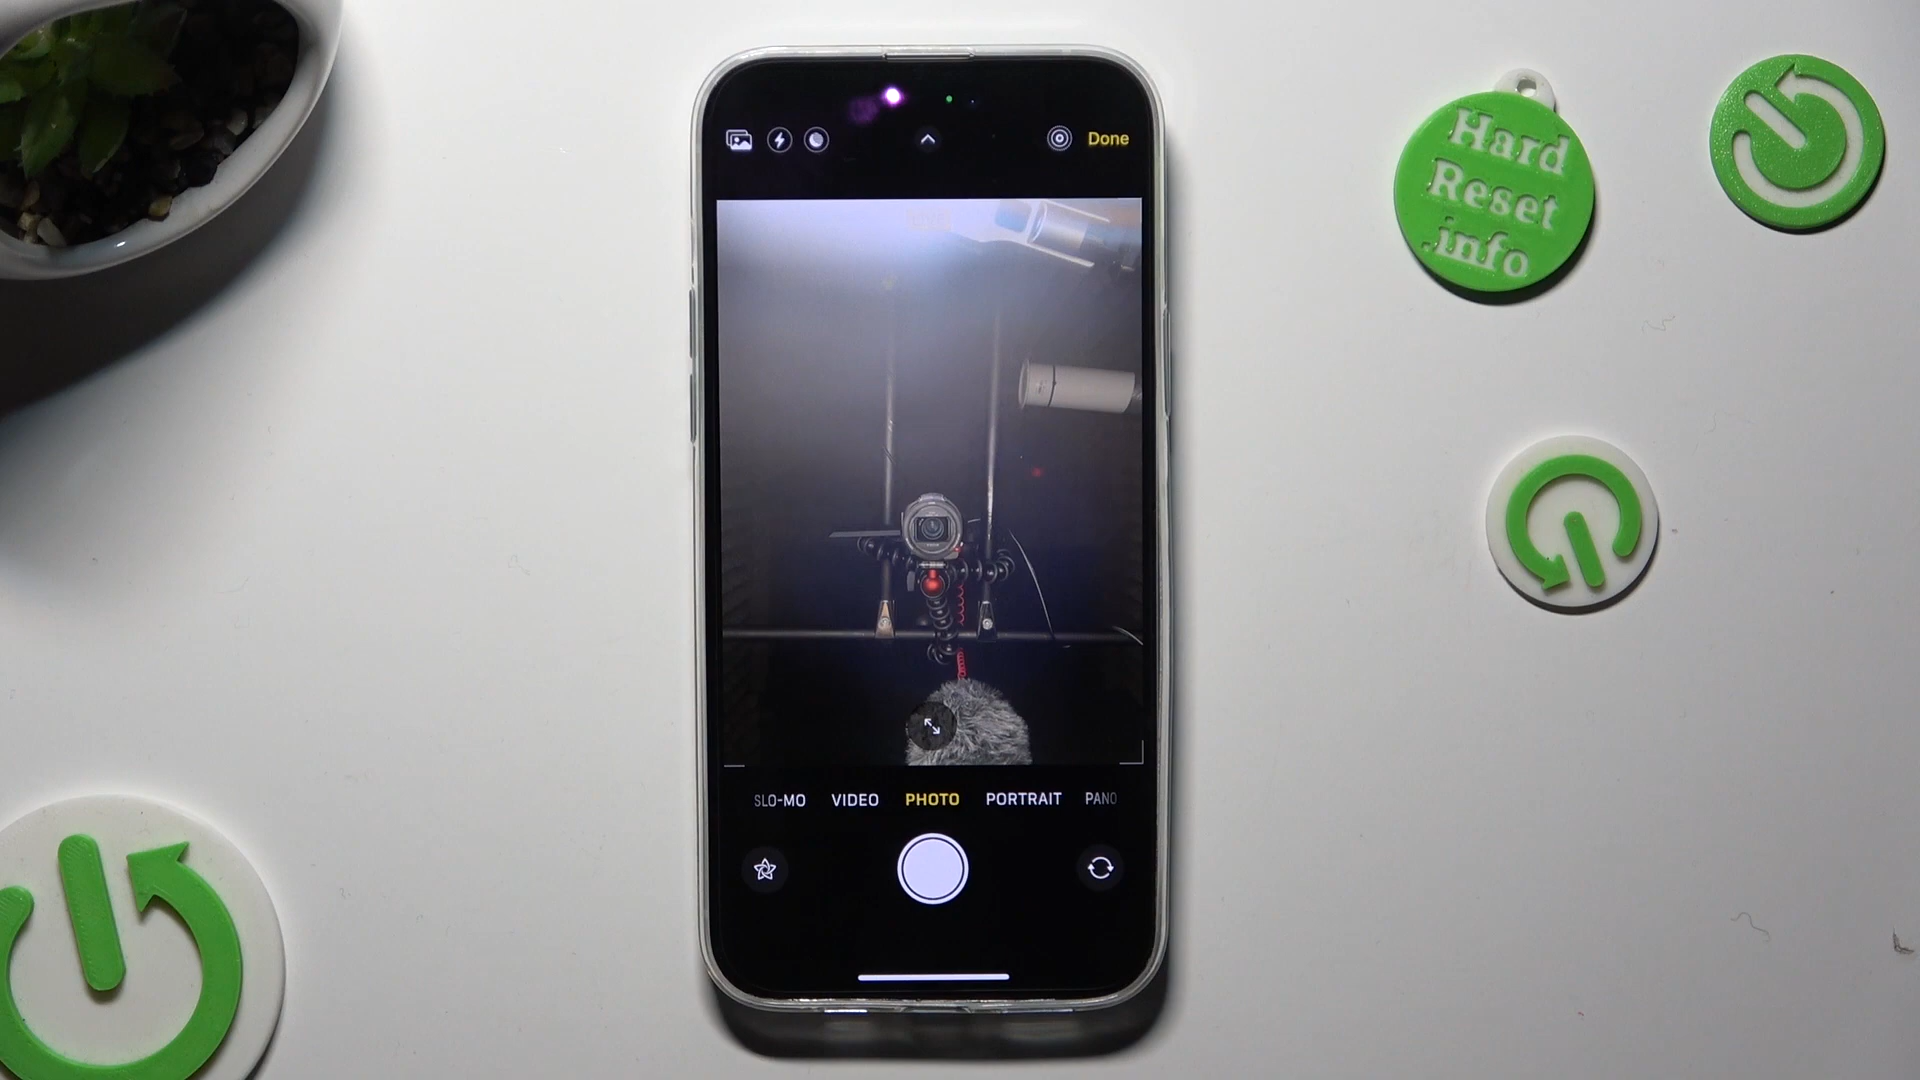 Done
SLO-MO VIDEO PHOTO PORTRAIT PANO
Hard
Reset
.info